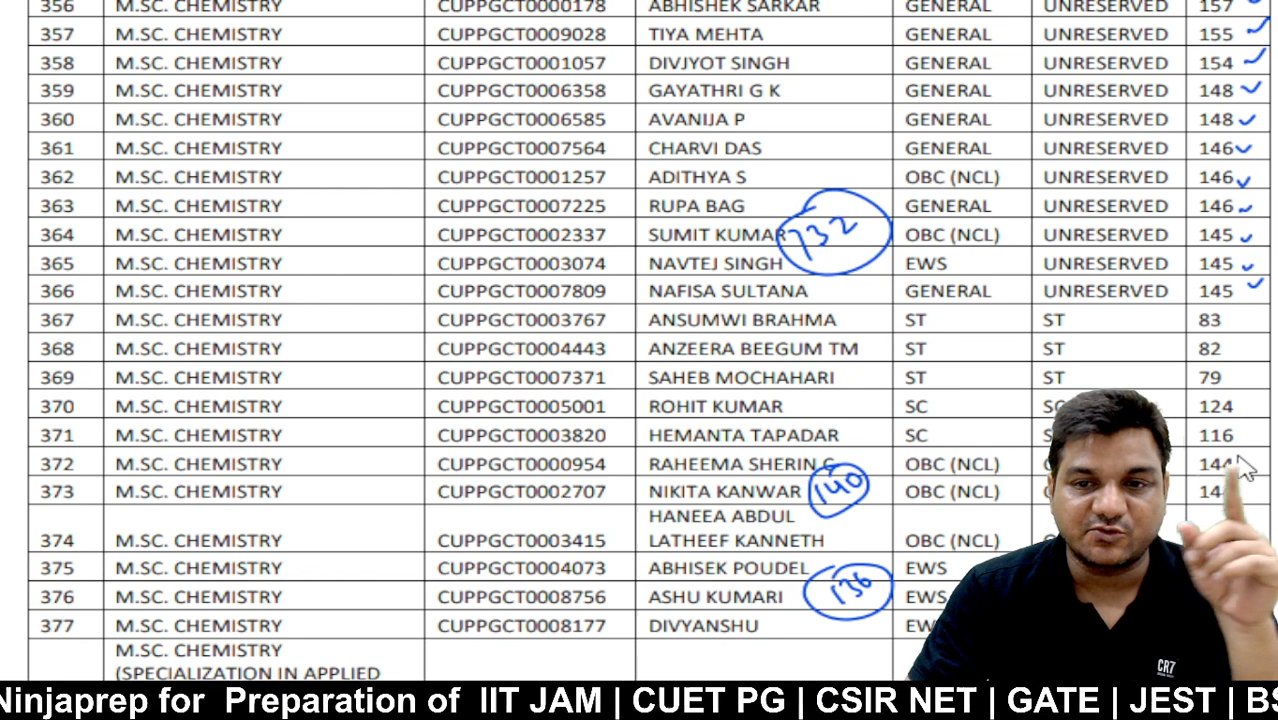 356 M.SC. CHEMISTRY CUPPGCT0000178 ABHISHEK SARKAR GENERAL UNRESERVED 157
357 M.SC. CHEMISTRY CUPPGCT0009028 TIYA MEHTA GENERAL UNRESERVED 155
358 M.SC. CHEMISTRY CUPPGCT0001057 DIVJYOT SINGH GENERAL UNRESERVED 154
359 M.SC. CHEMISTRY CUPPGCT0006358 GAYATHRI G K GENERAL UNRESERVED 148
360 M.SC. CHEMISTRY CUPPGCT0006585 AVANIJA P GENERAL UNRESERVED 148
361 M.SC. CHEMISTRY CUPPGCT0007564 CHARVI DAS GENERAL UNRESERVED 146
362 M.SC. CHEMISTRY CUPPGCT0001257 ADITHYA S OBC (NCL) UNRESERVED 146
363 M.SC. CHEMISTRY CUPPGCT0007225 RUPA BAG GENERAL UNRESERVED 146
364 M.SC. CHEMISTRY CUPPGCT0002337 SUMIT KUMAR OBC (NCL) UNRESERVED 145
365 M.SC. CHEMISTRY CUPPGCT0003074 NAVTEJ SINGH EWS UNRESERVED 145
366 M.SC. CHEMISTRY CUPPGCT0007809 NAFISA SULTANA GENERAL UNRESERVED 145
367 M.SC. CHEMISTRY CUPPGCT0003767 ANSUMWI BRAHMA ST ST 83
368 M.SC. CHEMISTRY CUPPGCT0004443 ANZEERA BEEGUM TM ST ST 82
369 M.SC. CHEMISTRY CUPPGCT0007371 SAHEB MOCHAHARI ST ST 79
370 M.SC. CHEMISTRY CUPPGCT0005001 ROHIT KUMAR SC 124
371 M.SC. CHEMISTRY CUPPGCT0003820 HEMANTA TAPADAR SC 116
372 M.SC. CHEMISTRY CUPPGCT0000954 RAHEEMA SHERIN OBC (NCL) 144
373 M.SC. CHEMISTRY CUPPGCT0002707 NIKITA KANWAR 140 OBC (NCL)
HANEEA ABDUL
374 M.SC. CHEMISTRY CUPPGCT0003415 LATHEEF KANNETH OBC (NCL)
375 M.SC. CHEMISTRY CUPPGCT0004073 ABHISEK POUDEL EWS
376 M.SC. CHEMISTRY CUPPGCT0008756 ASHU KUMARI 136 EWS
377 M.SC. CHEMISTRY CUPPGCT0008177 DIVYANSHU
M.SC. CHEMISTRY
(SPECIALIZATION IN APPLIED
CR7
Ninjaprep for Preparation of IIT JAM | CUET PG | CSIR NET | GATE | JEST |